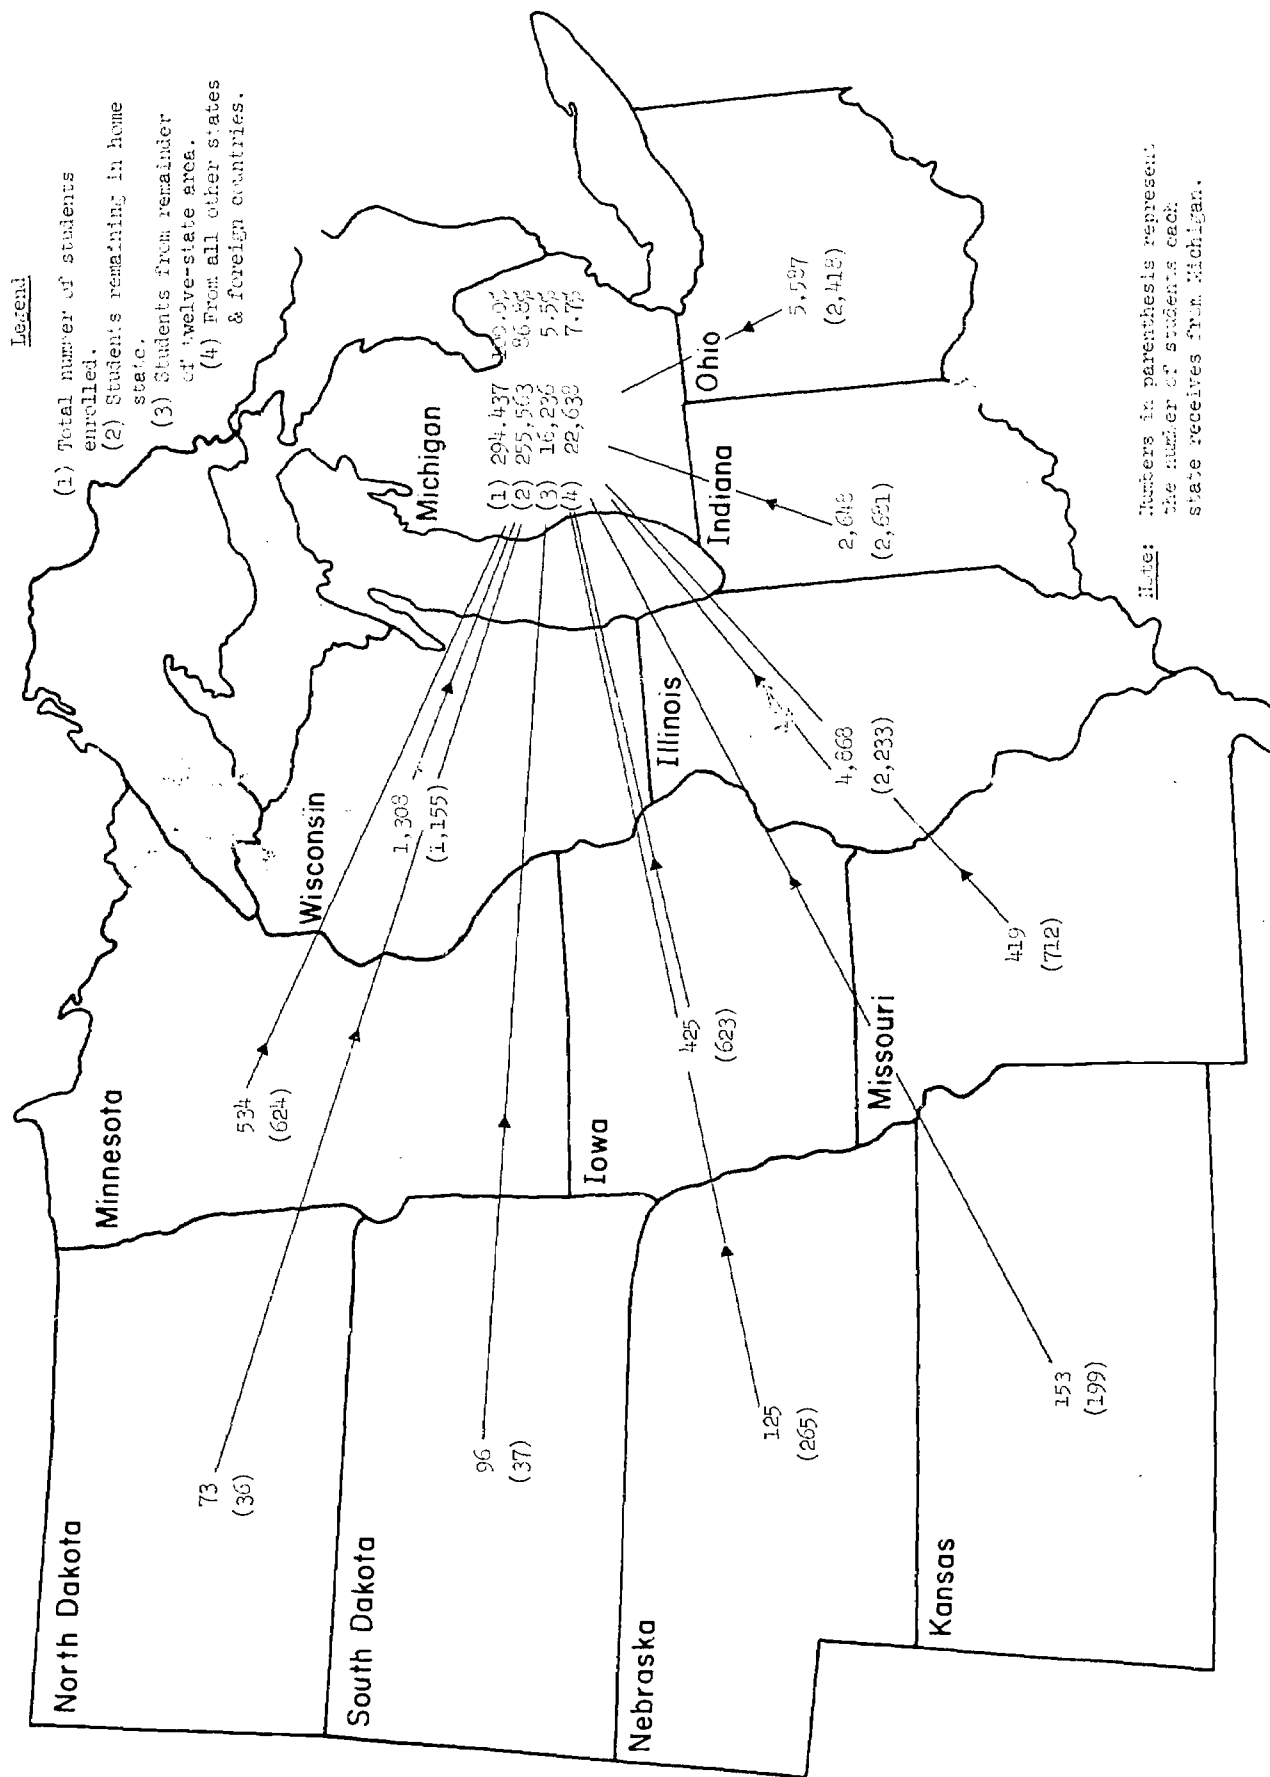 Legend
(1) Total number of students
enrolled.
(2) Students remaining in home
state.
(3) Students from remainder
of twelve-state area.
(4) From all other states
& foreign countries.
North Dakota
73
(36)
Minnesota
534
(624)
Wisconsin
1,308
(1,155)
Michigan
(1) 294,437 100.0%
(2) 255,563 86.8%
(3) 16,236 5.5%
(4) 22,638 7.7%
South Dakota
96
(37)
Nebraska
125
(265)
Iowa
425
(623)
Illinois
4,868
(2,233)
Indiana
2,648
Ohio
5,587
(2,418)
Kansas
153
(199)
Missouri
419
(712)
Note: Numbers in parenthesis represent
the number of students each
state receives from Michigan.